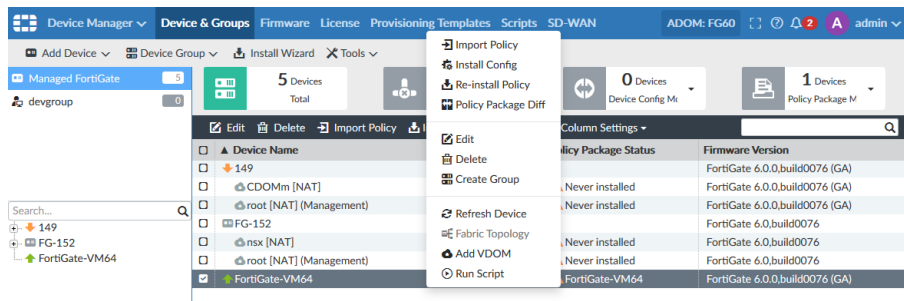 Device Manager Device & Groups Firmware License Provisioning Templates Scripts SD-WAN ADOM: FG60 2 A admin
Add Device Device Group Install Wizard Tools
Managed FortiGate 5
devgroup 0
5 Devices
Total
0 Devices
Device Config
1 Devices
Policy Package M
Edit Delete Import Policy Column Settings
Device Name licy Package Status Firmware Version
149 FortiGate 6.0.0,build0076 (GA)
CDOMm [NAT] Never installed FortiGate 6.0.0,build0076 (GA)
root [NAT] (Management) Never installed FortiGate 6.0.0,build0076 (GA)
FG-152 FortiGate 6.0.0,build0076
nsx [NAT] Never installed FortiGate 6.0.0,build0076
root [NAT] (Management) Never installed FortiGate 6.0.0,build0076
FortiGate-VM64 FortiGate-VM64 FortiGate 6.0.0,build0076 (GA)
Search...
149
FG-152
FortiGate-VM64
Import Policy
Install Config
Re-install Policy
Policy Package Diff
Edit
Delete
Create Group
Refresh Device
Fabric Topology
Add VDOM
Run Script